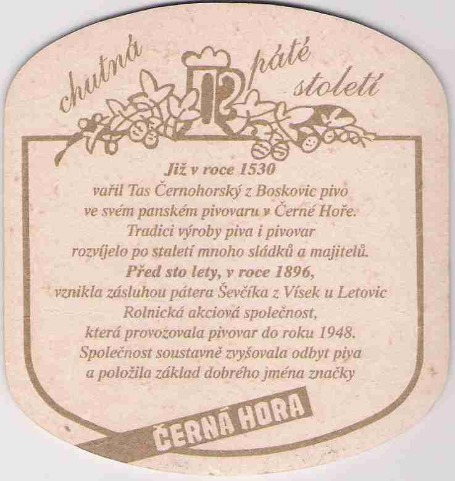 chutná páté století
Již v roce 1530
vařil Tas Černohorský z Boskovic pivo
ve svém panském pivovaru v Černé Hoře.
Tradici výroby piva i pivovar
rozvíjelo po staletí mnoho sládků a majitelů.
Před sto lety, v roce 1896,
vznikla zásluhou pátera Ševčíka z Vísek u Letovic
Rolnická akciová společnost,
která provozovala pivovar do roku 1948.
Společnost soustavně zvyšovala odbyt piva
a položila základ dobrého jména značky
ČERNÁ HORA